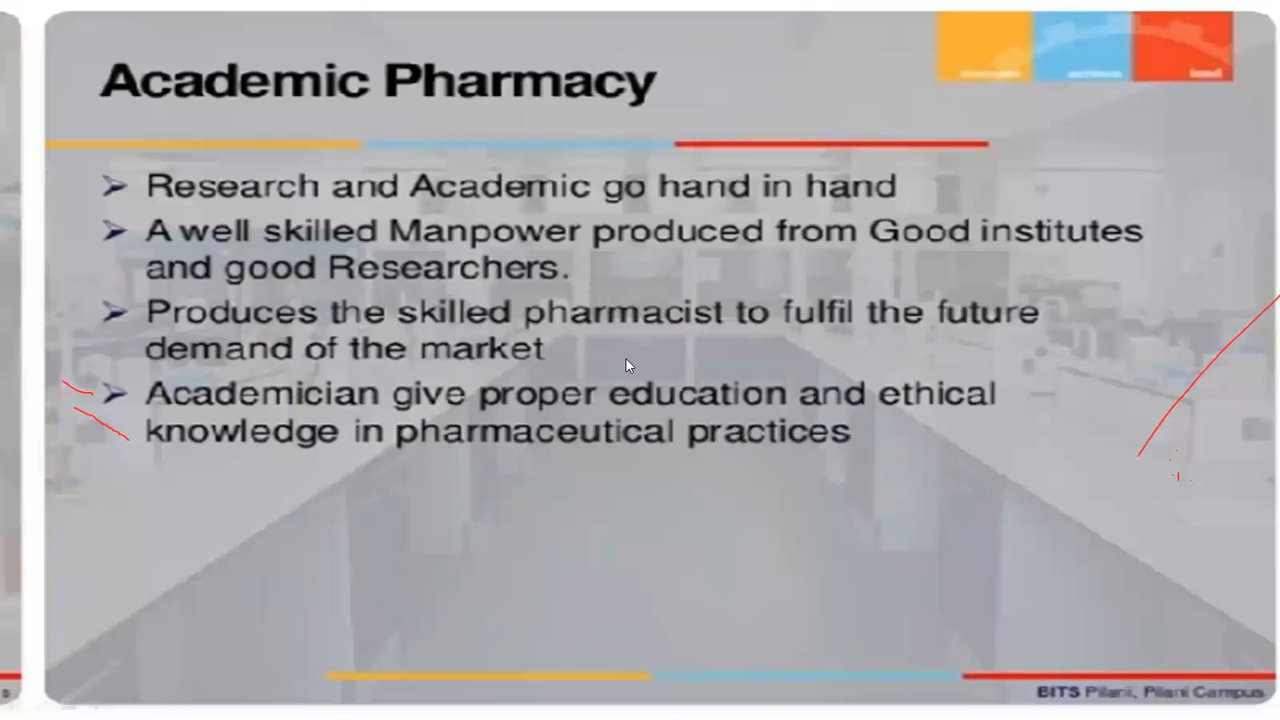 Academic Pharmacy
Research and Academic go hand in hand
A well skilled Manpower produced from Good institutes
and good Researchers.
Produces the skilled pharmacist to fulfil the future
demand of the market
Academician give proper education and ethical
knowledge in pharmaceutical practices
BITS Pilani, Pilani Campus